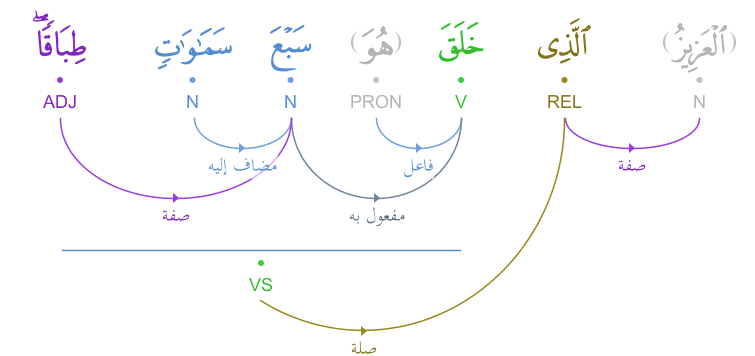 (ٱلْعَزِيزُ) ٱلَّذِى خَلَقَ (هُوَ) سَبْعَ سَمَـٰوَٰتٍ طِبَاقًا ۖ
N REL V PRON N N ADJ
صفة فاعل مضاف إليه
مفعول به صفة
VS
صلة